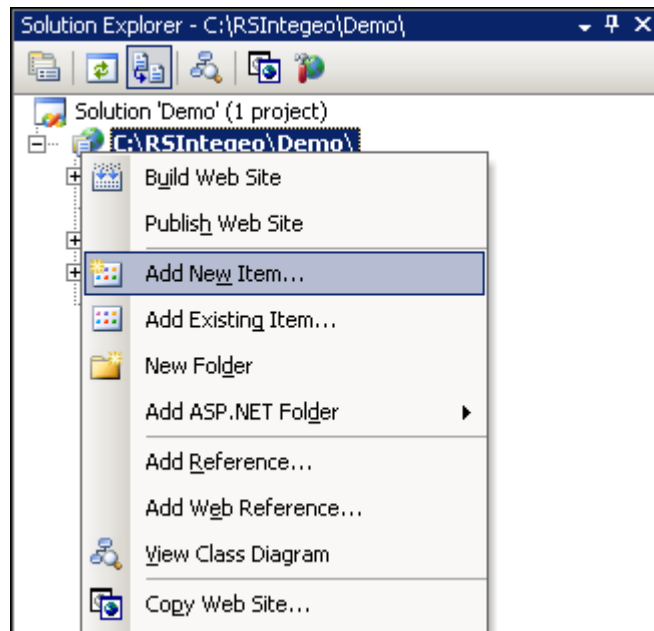 Solution Explorer - C:\RSIntegeo\Demo\
Solution 'Demo' (1 project)
C:\RSIntegeo\Demo\
Build Web Site
Publish Web Site
Add New Item...
Add Existing Item...
New Folder
Add ASP.NET Folder
Add Reference...
Add Web Reference...
View Class Diagram
Copy Web Site...